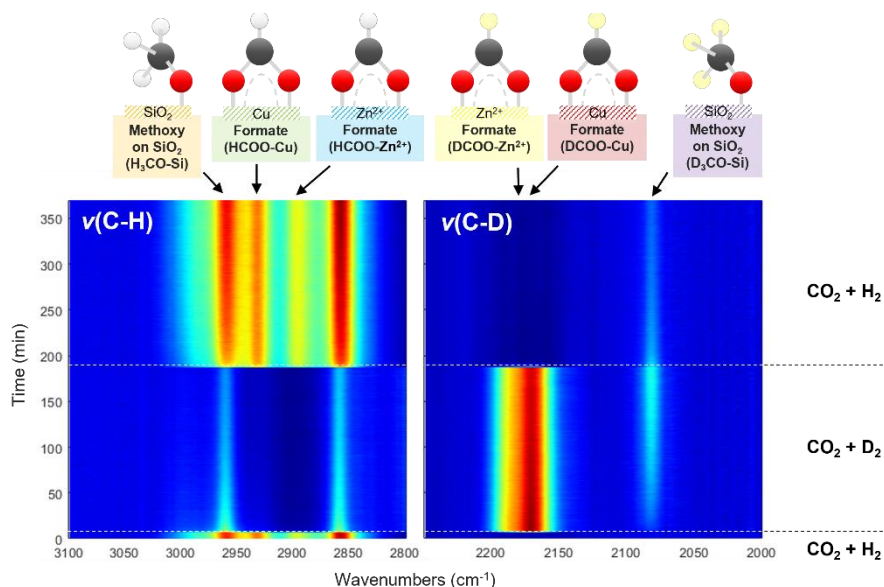 SiO2
Methoxy
on SiO2
(H3CO-Si)
Cu
Formate
(HCOO-Cu)
Zn2+
Formate
(HCOO-Zn2+)
Zn2+
Formate
(DCOO-Zn2+)
Cu
Formate
(DCOO-Cu)
SiO2
Methoxy
on SiO2
(D3CO-Si)
ν(C-H)
ν(C-D)
Time (min)
350
300
250
200
150
100
50
0
3100
3050
3000
2950
2900
2850
2800
2200
2150
2100
2050
2000
Wavenumbers (cm-1)
CO2 + H2
CO2 + D2
CO2 + H2